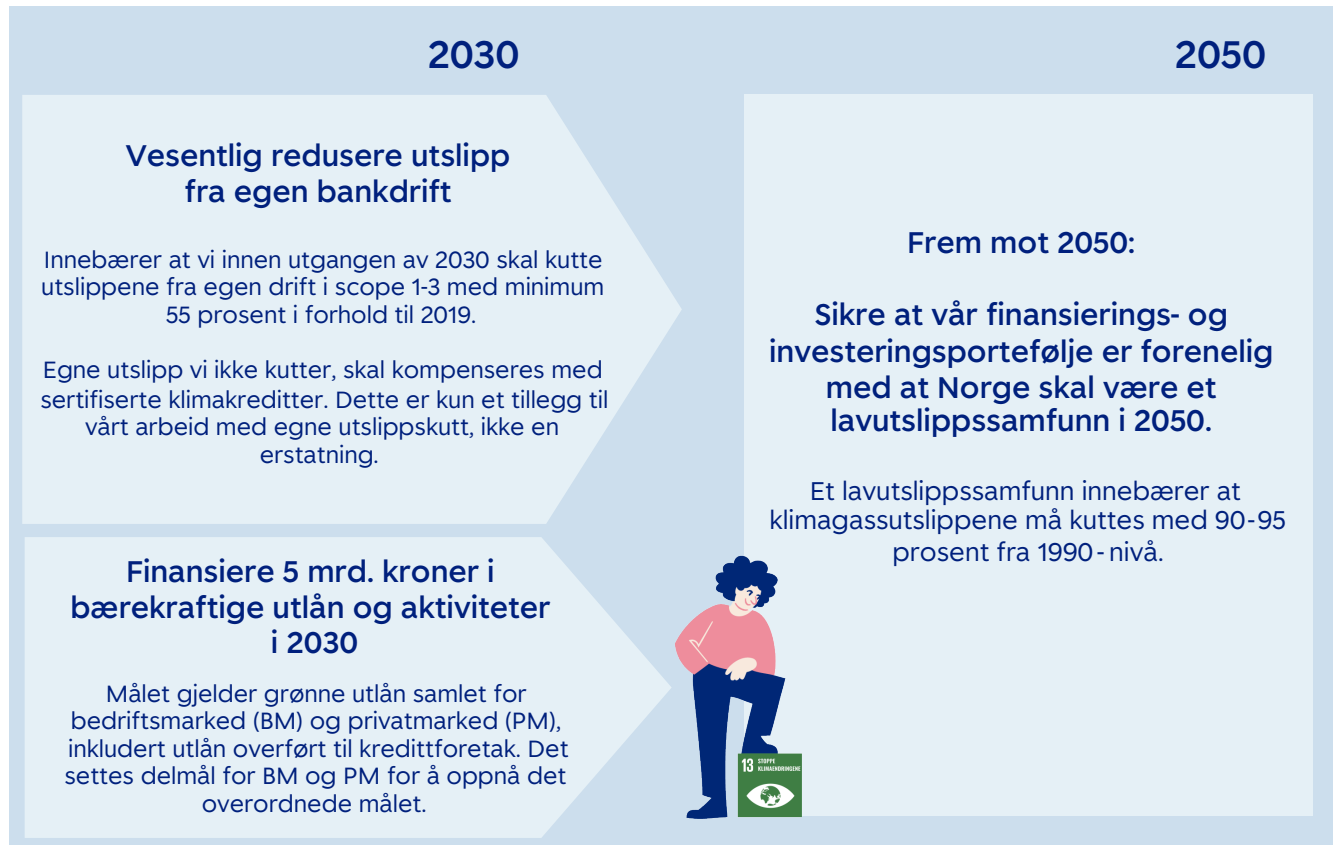 2030
Vesentlig redusere utslipp
fra egen bankdrift
Innebærer at vi innen utgangen av 2030 skal kutte
utslippene fra egen drift i scope 1-3 med minimum
55 prosent i forhold til 2019.
Egne utslipp vi ikke kutter, skal kompenseres med
sertifiserte klimakreditter. Dette er kun et tillegg til
vårt arbeid med egne utslippskutt, ikke en
erstatning.
Finansiere 5 mrd. kroner i
bærekraftige utlån og aktiviteter
i 2030
Målet gjelder grønne utlån samlet for
bedriftsmarked (BM) og privatmarked (PM),
inkludert utlån overført til kredittforetak. Det
settes delmål for BM og PM for å oppnå det
overordnede målet.
2050
Frem mot 2050:
Sikre at vår finansierings- og
investeringsportefølje er forenelig
med at Norge skal være et
lavutslippssamfunn i 2050.
Et lavutslippssamfunn innebærer at
klimagassutslippene må kuttes med 90-95
prosent fra 1990-nivå.
13 STOPPE
KLIMAENDRINGENE